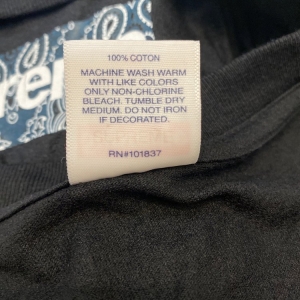 preme
100% COTON
MACHINE WASH WARM
WITH LIKE COLORS
ONLY NON-CHLORINE
BLEACH. TUMBLE DRY
MEDIUM. DO NOT IRON
IF DECORATED.
RN#101837